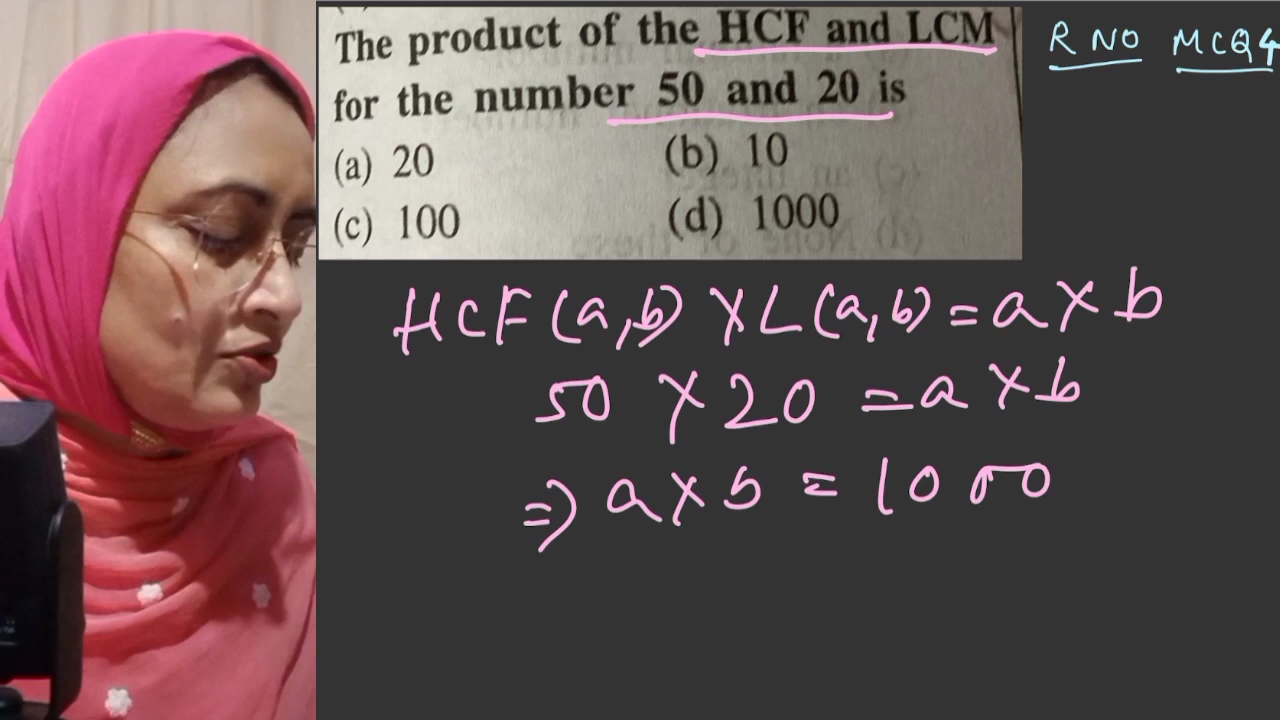 The product of the HCF and LCM
for the number 50 and 20 is
(a) 20 (b) 10
(c) 100 (d) 1000
R NO MCQ4
HCF(a,b) × L(a,b) = a × b
50 × 20 = a × b
⇒ a × b = 1000